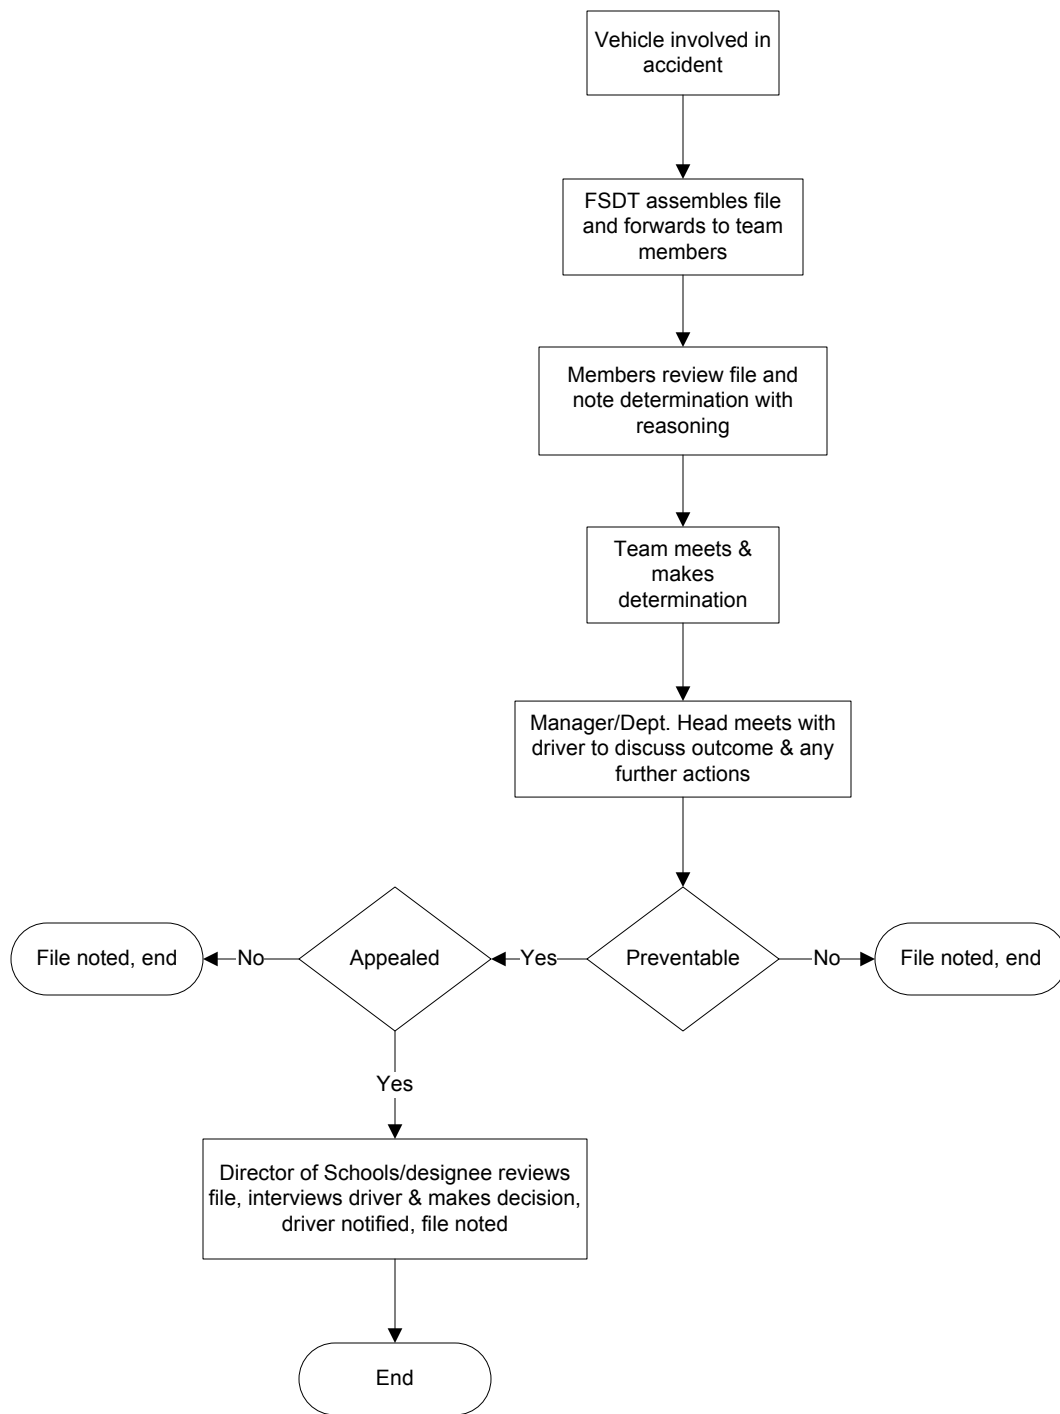 Vehicle involved in
accident
FSDT assembles file
and forwards to team
members
Members review file and
note determination with
reasoning
Team meets &
makes
determination
Manager/Dept. Head meets with
driver to discuss outcome & any
further actions
File noted, end
No
Appealed
Yes
Preventable
No
File noted, end
Yes
Director of Schools/designee reviews
file, interviews driver & makes decision,
driver notified, file noted
End